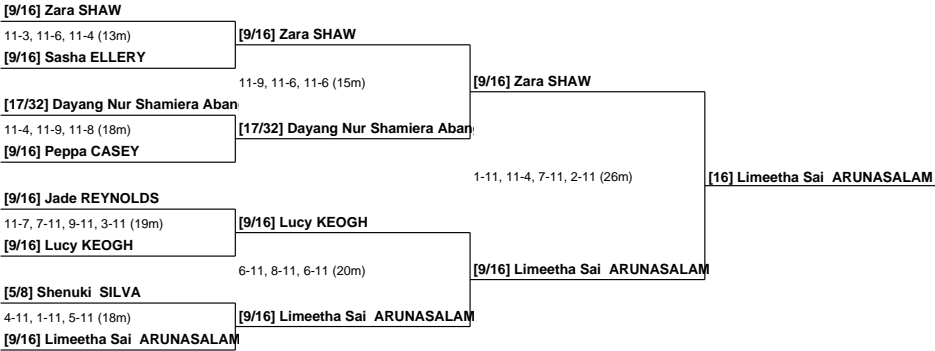 [9/16] Zara SHAW
11-3, 11-6, 11-4 (13m)
[9/16] Sasha ELLERY
[17/32] Dayang Nur Shamiera Aban
11-4, 11-9, 11-8 (18m)
[9/16] Peppa CASEY
[9/16] Jade REYNOLDS
11-7, 7-11, 9-11, 3-11 (19m)
[9/16] Lucy KEOGH
[5/8] Shenuki  SILVA
4-11, 1-11, 5-11 (18m)
[9/16] Limeetha Sai  ARUNASALAM
[9/16] Zara SHAW
11-9, 11-6, 11-6 (15m)
[17/32] Dayang Nur Shamiera Aban
[9/16] Lucy KEOGH
6-11, 8-11, 6-11 (20m)
[9/16] Limeetha Sai  ARUNASALAM
[9/16] Zara SHAW
1-11, 11-4, 7-11, 2-11 (26m)
[9/16] Limeetha Sai  ARUNASALAM
[16] Limeetha Sai  ARUNASALAM